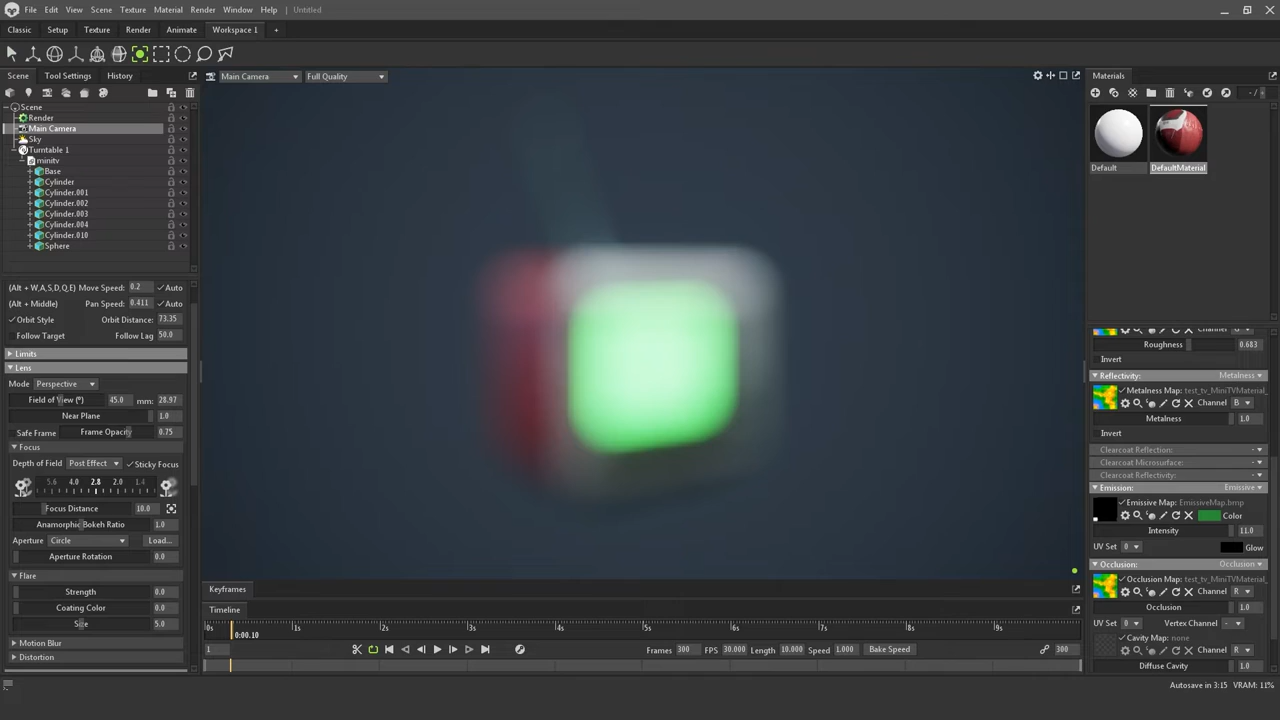 File Edit View Scene Texture Material Render Window Help Untitled
Classic Setup Texture Render Animate Workspace 1 +
Scene Tool Settings History
Main Camera Full Quality
Materials
- /
Scene
Render
Main Camera
Sky
Turntable 1
minitv
Base
Cylinder
Cylinder.001
Cylinder.002
Cylinder.003
Cylinder.004
Cylinder.010
Sphere
Default DefaultMaterial
(Alt + W,A,S,D,Q,E) Move Speed: 0.2 Auto
(Alt + Middle) Pan Speed: 0.411 Auto
Orbit Style Orbit Distance: 73.35
Follow Target Follow Lag 50.0
Limits
Lens
Mode Perspective
Field of View (°) 45.0 mm: 28.97
Near Plane 1.0
Safe Frame Frame Opacity 0.75
Focus
Depth of Field Post Effect Sticky Focus
5.6 4.0 2.8 2.0 1.4
Focus Distance 10.0
Anamorphic Bokeh Ratio 1.0
Aperture Circle Load...
Aperture Rotation 0.0
Flare
Strength 0.0
Coating Color 0.0
Size 5.0
Motion Blur
Distortion
Channel
Roughness 0.683
Invert
Reflectivity: Metalness
Metalness Map: test_tv_MiniTVMaterial_
Channel B
Metalness 1.0
Invert
Clearcoat Reflection: -
Clearcoat Microsurface: -
Clearcoat Reflectivity: -
Emission: Emissive
Emissive Map: EmissiveMap.bmp
Color
Intensity 11.0
UV Set 0 Glow
Occlusion: Occlusion
Occlusion Map: test_tv_MiniTVMaterial_
Channel R
Occlusion 1.0
UV Set 0 Vertex Channel -
Cavity Map: none
Channel R
Diffuse Cavity 1.0
Keyframes
Timeline
0s 1s 2s 3s 4s 5s 6s 7s 8s 9s
0:00.10
1 Frames 300 FPS 30.000 Length 10.000 Speed 1.000 Bake Speed 300
Autosave in 3:15 VRAM: 11%